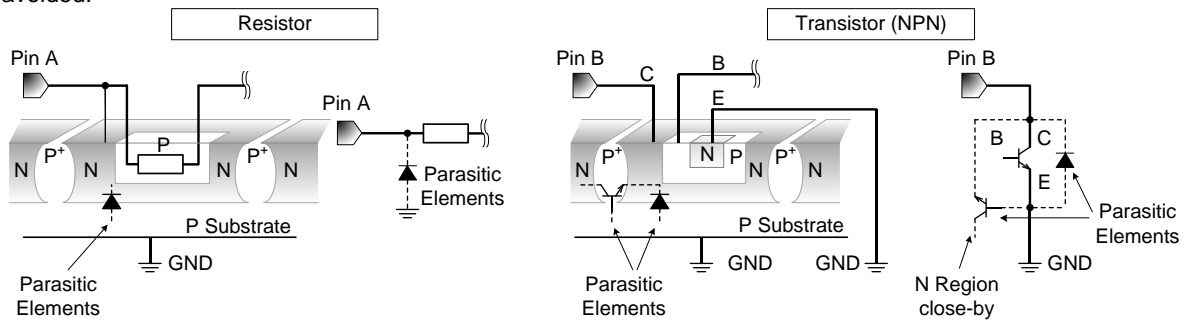 avoided.
Resistor
Transistor (NPN)
Pin A
Pin A
N
P+
N
P
N
P+
N
Parasitic
Elements
P Substrate
GND
Parasitic
Elements
Pin B
C
B
E
N
P+
N
N
P
N
P+
N
P Substrate
GND
GND
Parasitic
Elements
Pin B
B
C
E
Parasitic
Elements
GND
N Region
close-by